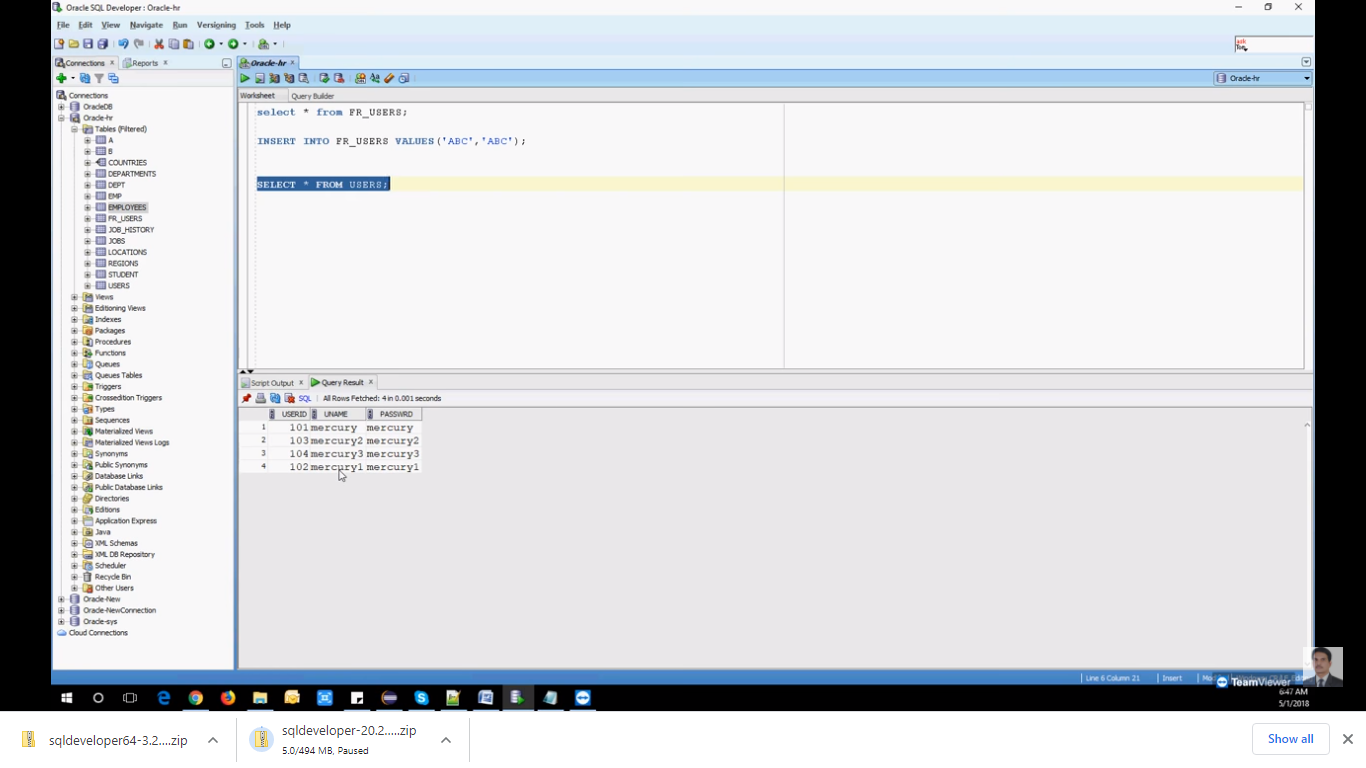 Oracle SQL Developer : Oracle-hr
File Edit View Navigate Run Versioning Tools Help
Connections
Reports
Oracle-hr
Oracle-hr
Worksheet Query Builder
Connections
OracleDB
Oracle-hr
Tables (Filtered)
A
B
COUNTRIES
DEPARTMENTS
DEPT
EMP
EMPLOYEES
FR_USERS
JOB_HISTORY
JOBS
LOCATIONS
REGIONS
STUDENT
USERS
Views
Editioning Views
Indexes
Packages
Procedures
Functions
Queues
Queues Tables
Triggers
Crossedition Triggers
Types
Sequences
Materialized Views
Materialized Views Logs
Synonyms
Public Synonyms
Database Links
Public Database Links
Directories
Editions
Application Express
Java
XML Schemas
XML DB Repository
Scheduler
Recycle Bin
Other Users
Oracle-New
Oracle-NewConnection
Oracle-sys
Cloud Connections
select * from FR_USERS;
INSERT INTO FR_USERS VALUES('ABC','ABC');
SELECT * FROM USERS;
Script Output Query Result
SQL All Rows Fetched: 4 in 0.001 seconds
USERID UNAME PASSWRD
1 101 mercury mercury
2 103 mercury2 mercury2
3 104 mercury3 mercury3
4 102 mercury1 mercury1
Line 6 Column 21 Insert
TeamViewer
6:47 AM
5/1/2018
sqldeveloper64-3.2....zip
sqldeveloper-20.2.....zip
5.0/494 MB, Paused
Show all